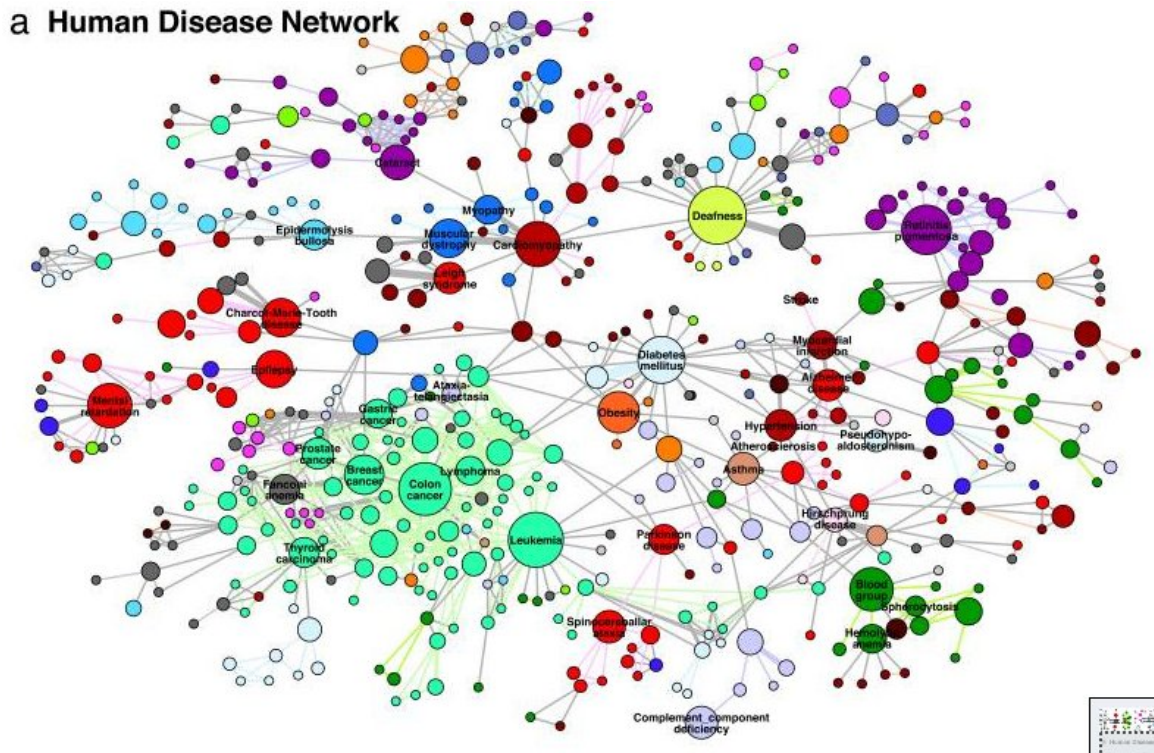 a Human Disease Network
Cataract
Myopathy
Muscular
dystrophy
Cardiomyopathy
Deafness
Retinitis
pigmentosa
Epidermolysis
bullosa
Leigh
syndrome
Charcot-Marie-Tooth
disease
Stroke
Myocardial
infarction
Diabetes
mellitus
Epilepsy
Mental
retardation
Ataxia-
telangiectasia
Alzheimer
disease
Gastric
cancer
Obesity
Hypertension
Pseudohypo-
aldosteronism
Prostate
cancer
Atherosclerosis
Breast
cancer
Lymphoma
Asthma
Colon
cancer
Fanconi
anemia
Hirschprung
disease
Leukemia
Parkinson
disease
Thyroid
carcinoma
Blood
group
Spherocytosis
Spinocereballar
ataxia
Hemolytic
anemia
Complement_component
deficiency